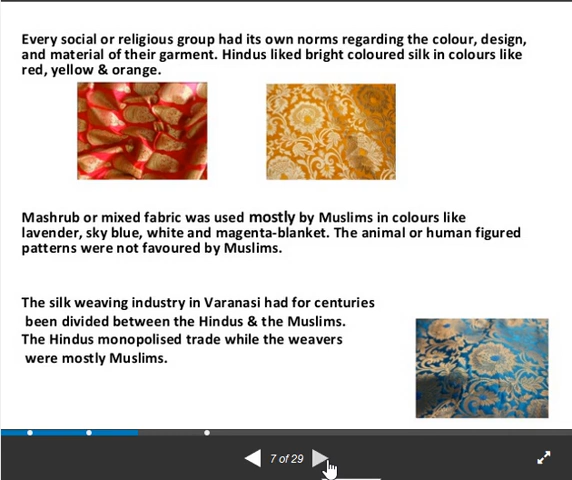 Every social or religious group had its own norms regarding the colour, design,
and material of their garment. Hindus liked bright coloured silk in colours like
red, yellow & orange.
Mashrub or mixed fabric was used mostly by Muslims in colours like
lavender, sky blue, white and magenta-blanket. The animal or human figured
patterns were not favoured by Muslims.
The silk weaving industry in Varanasi had for centuries
been divided between the Hindus & the Muslims.
The Hindus monopolised trade while the weavers
were mostly Muslims.
7 of 29